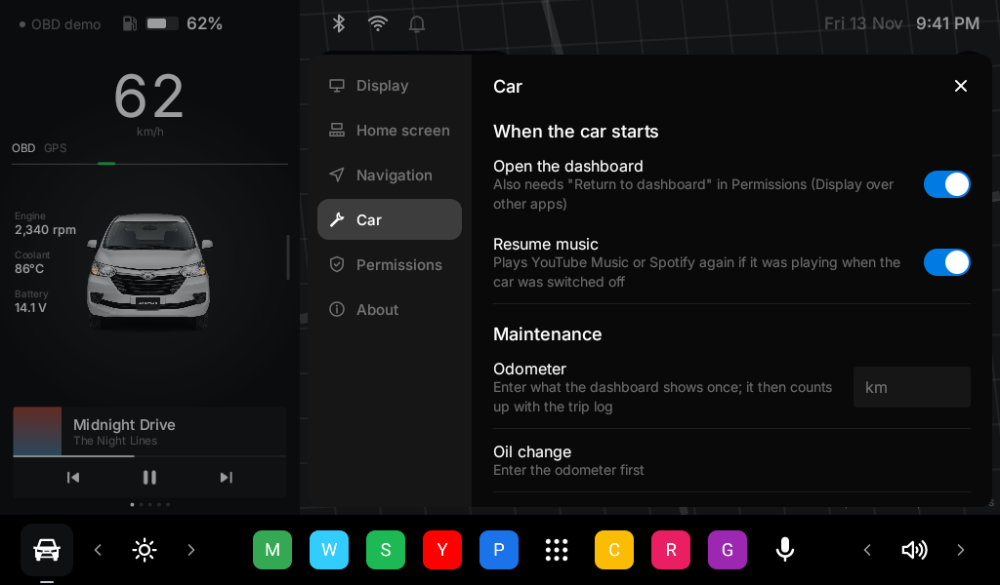 OBD demo
62%
Fri 13 Nov 9:41 PM
62
km/h
OBD GPS
Engine
2,340 rpm
Coolant
86°C
Battery
14.1 V
Midnight Drive
The Night Lines
Display
Home screen
Navigation
Car
Permissions
About
Car
When the car starts
Open the dashboard
Also needs "Return to dashboard" in Permissions (Display over
other apps)
Resume music
Plays YouTube Music or Spotify again if it was playing when the
car was switched off
Maintenance
Odometer
Enter what the dashboard shows once; it then counts
up with the trip log
km
Oil change
Enter the odometer first
M W S Y P C R G